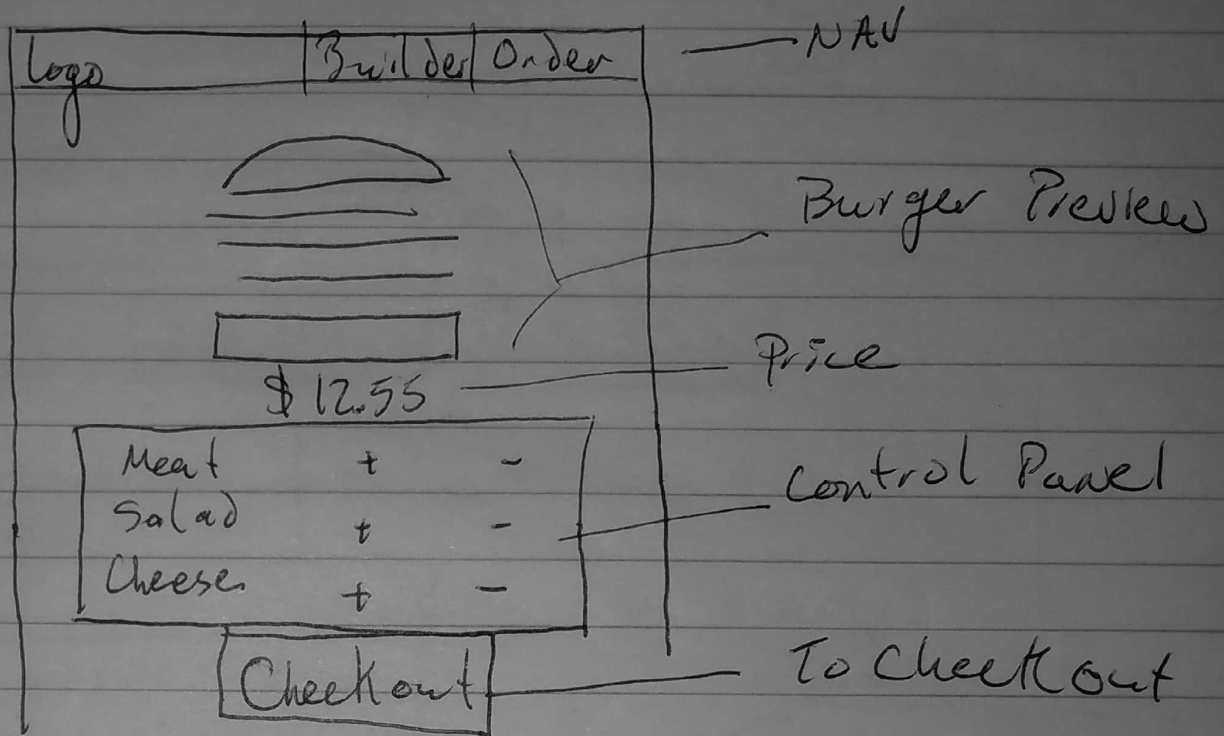 Logo Builder Order NAV
Burger Preview
$12.55 Price
Meat + -
Control Panel
Salad + -
Cheese + -
Checkout To Checkout